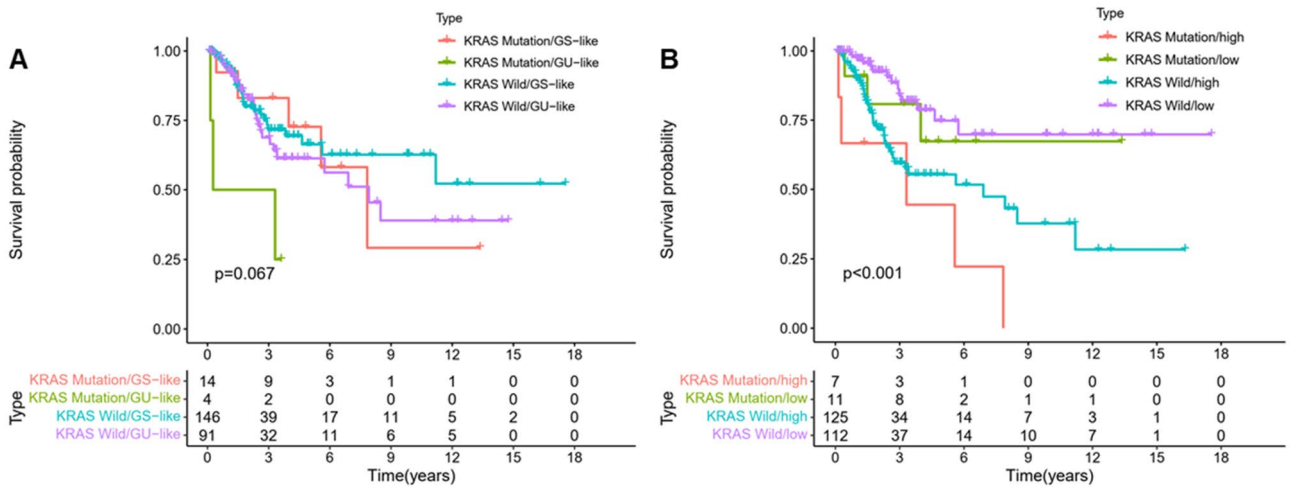 A
Type
KRAS Mutation/GS−like
KRAS Mutation/GU−like
KRAS Wild/GS−like
KRAS Wild/GU−like
Survival probability
1.00
0.75
0.50
0.25
0.00
p=0.067
0 3 6 9 12 15 18
Type
KRAS Mutation/GS−like 14 9 3 1 1 0 0
KRAS Mutation/GU−like 4 2 0 0 0 0 0
KRAS Wild/GS−like 146 39 17 11 5 2 0
KRAS Wild/GU−like 91 32 11 6 5 0 0
0 3 6 9 12 15 18
Time(years)
B
Type
KRAS Mutation/high
KRAS Mutation/low
KRAS Wild/high
KRAS Wild/low
Survival probability
1.00
0.75
0.50
0.25
0.00
p<0.001
0 3 6 9 12 15 18
Type
KRAS Mutation/high 7 3 1 0 0 0 0
KRAS Mutation/low 11 8 2 1 1 0 0
KRAS Wild/high 125 34 14 7 3 1 0
KRAS Wild/low 112 37 14 10 7 1 0
0 3 6 9 12 15 18
Time(years)